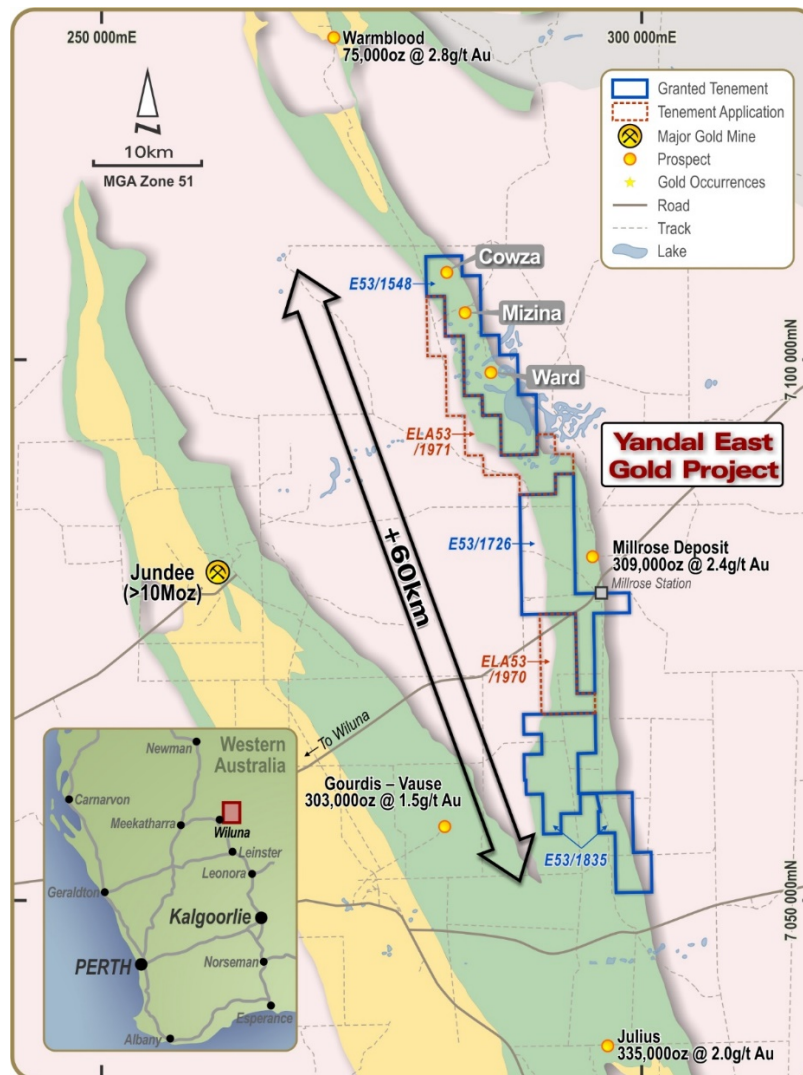 250 000mE
300 000mE
Warmblood
75,000oz @ 2.8g/t Au
N
10km
MGA Zone 51
Granted Tenement
Tenement Application
Major Gold Mine
Prospect
Gold Occurrences
Road
Track
Lake
Cowza
E53/1548
Mizina
Ward
7 100 000mN
ELA53
/1971
Yandal East
Gold Project
E53/1726
Millrose Deposit
309,000oz @ 2.4g/t Au
Millrose Station
Jundee
(>10Moz)
+60km
ELA53
/1970
To Wiluna
Gourdis – Vause
303,000oz @ 1.5g/t Au
E53/1835
7 050 000mN
Julius
335,000oz @ 2.0g/t Au
Western
Australia
Newman
Carnarvon
Meekatharra
Wiluna
Leinster
Leonora
Geraldton
Kalgoorlie
PERTH
Norseman
Esperance
Albany